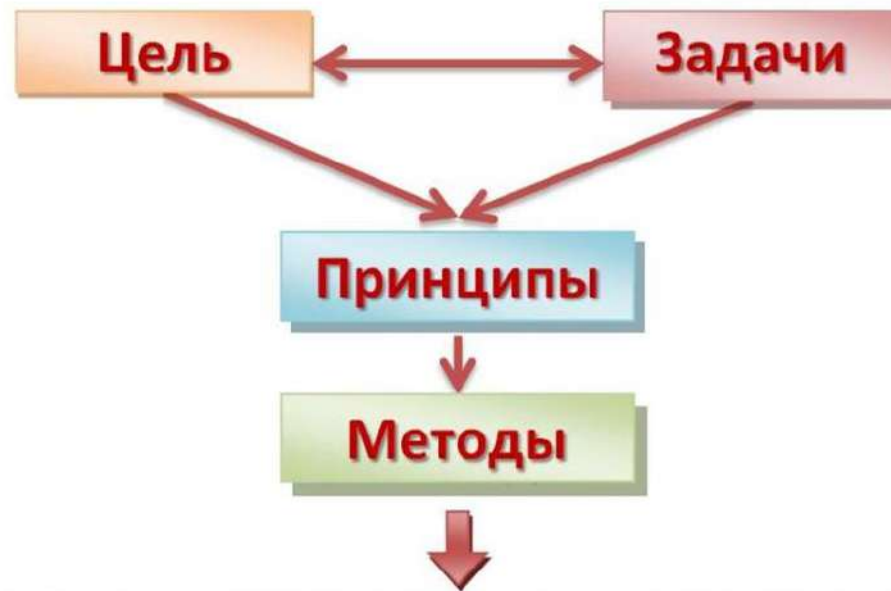 Цель
Задачи
Принципы
Методы